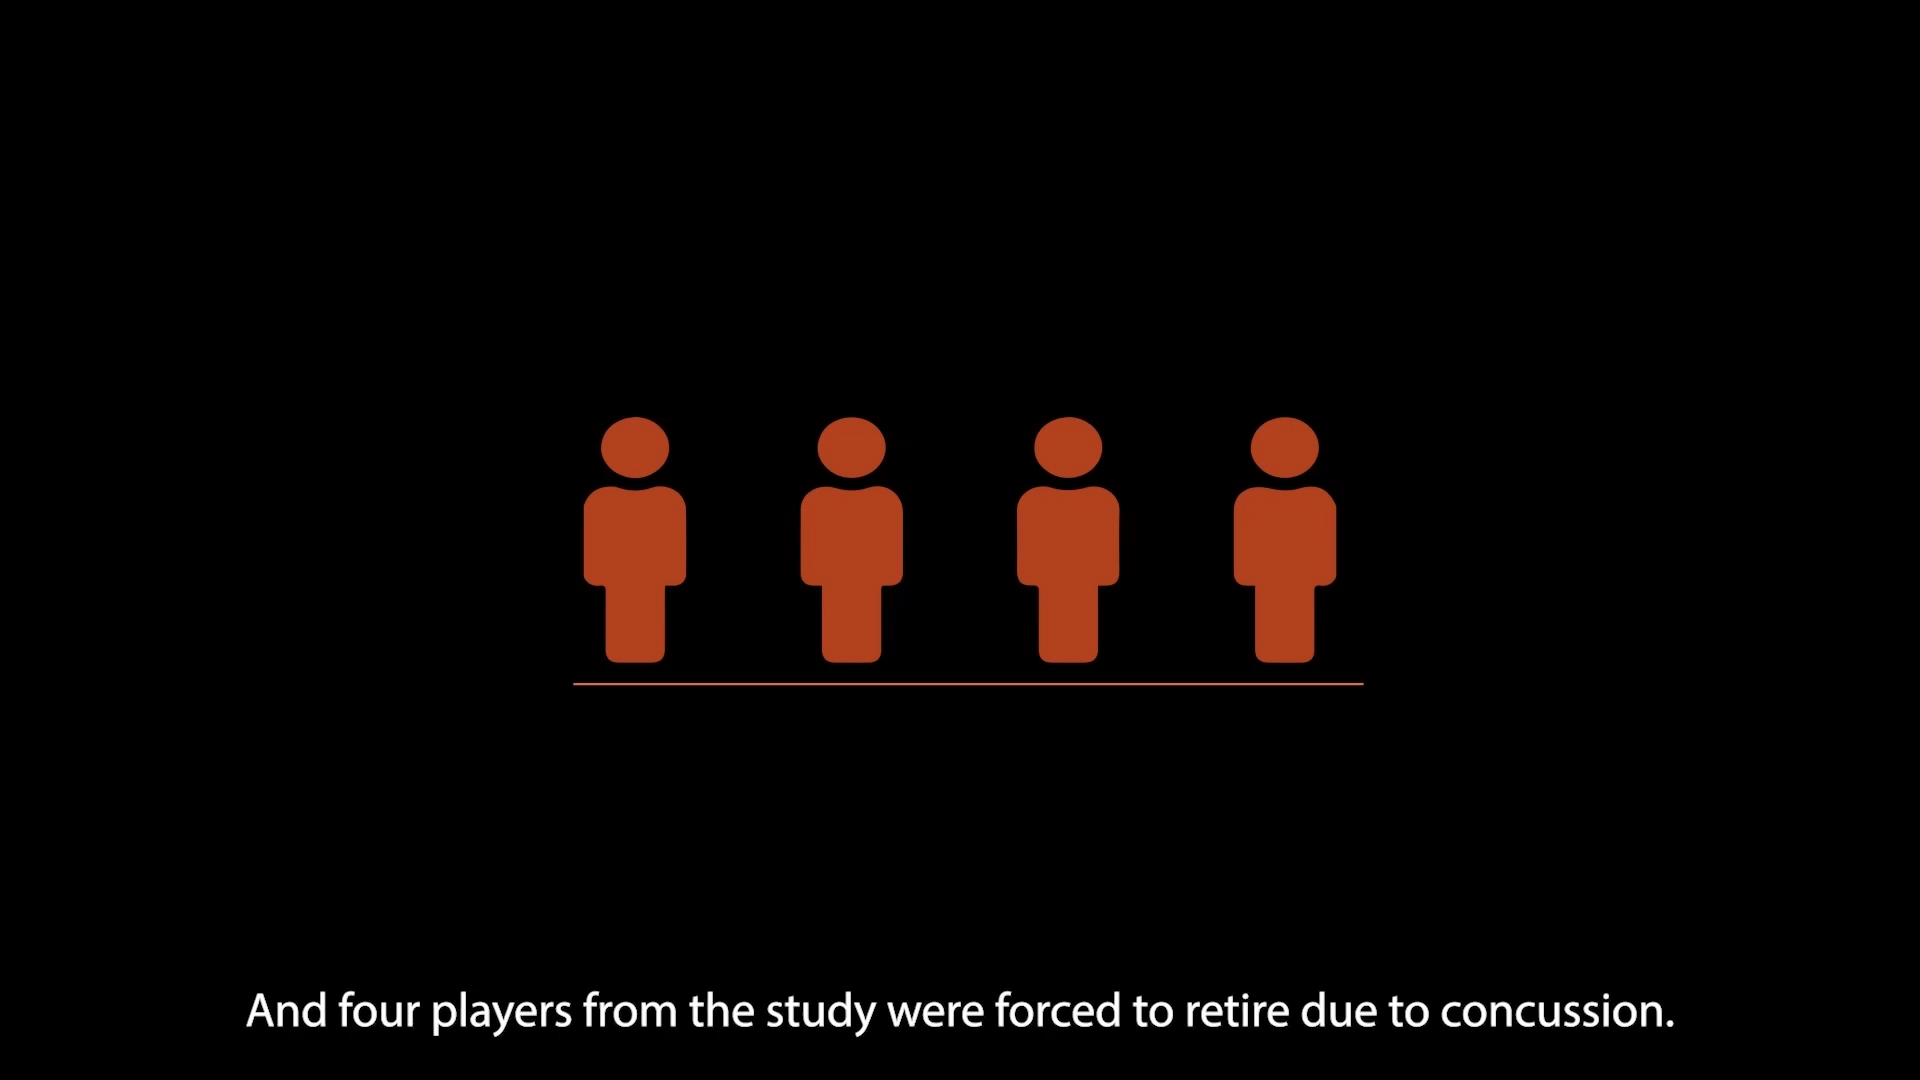 And four players from the study were forced to retire due to concussion.